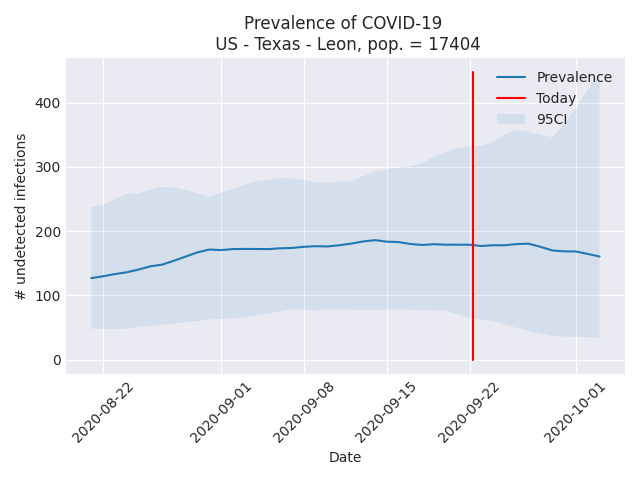 Prevalence of COVID-19
US - Texas - Leon, pop. = 17404
Prevalence
Today
95CI
# undetected infections
400
300
200
100
0
2020-08-22
2020-09-01
2020-09-08
2020-09-15
2020-09-22
2020-10-01
Date